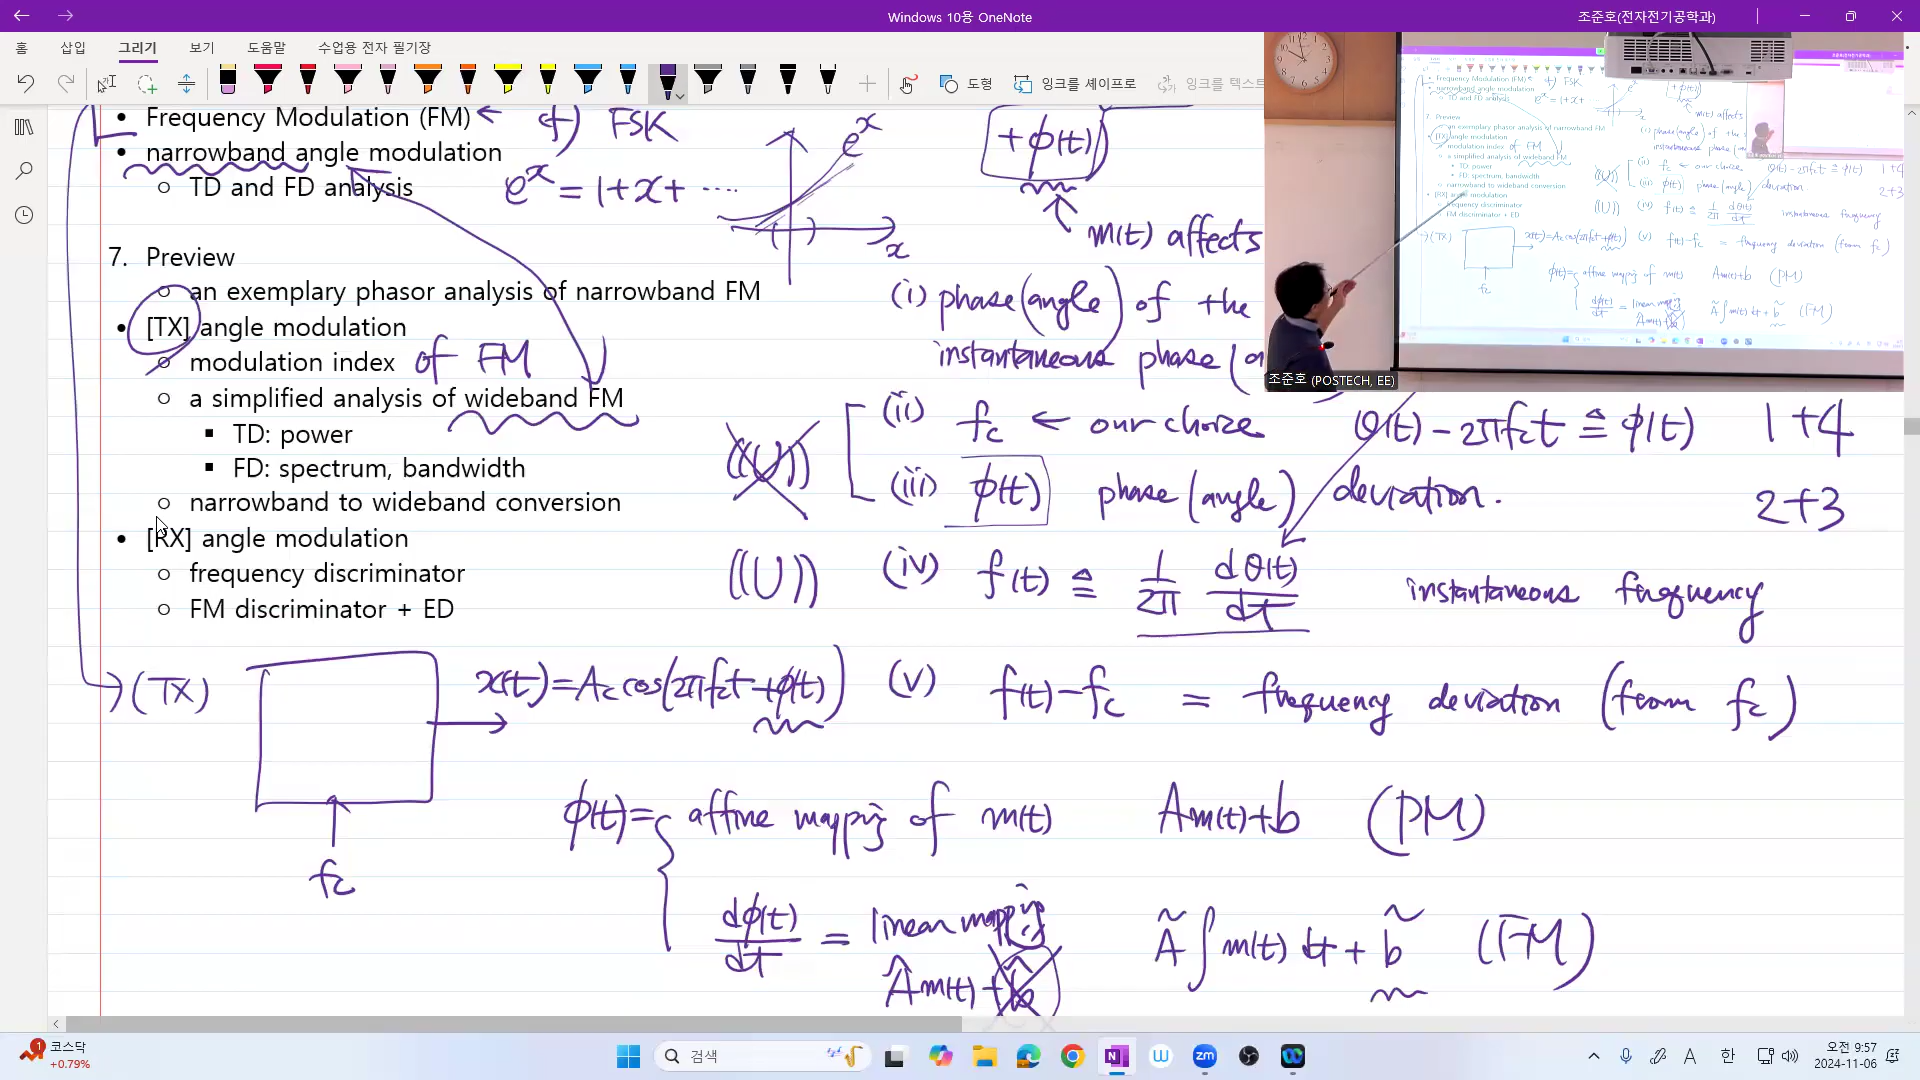 Windows 10용 OneNote
조준호(전자전기공학과)
홈 삽입 그리기 보기 도움말 수업용 전자 필기장
도형 잉크를 셰이프로 잉크를 텍스트
• Frequency Modulation (FM) ← cf) FSK
• narrowband angle modulation
○ TD and FD analysis
e^x = 1+x+ ....
e^x
x
+φ(t))
m(t) affects
7. Preview
○ an exemplary phasor analysis of narrowband FM
• [TX] angle modulation
○ modulation index of FM
○ a simplified analysis of wideband FM
▪ TD: power
▪ FD: spectrum, bandwidth
○ narrowband to wideband conversion
• [RX] angle modulation
○ frequency discriminator
○ FM discriminator + ED
(i) phase (angle) of the
instantaneous phase (a
조준호 (POSTECH, EE)
(ii) fc ← our choice
θ(t) - 2πfct ≜ φ(t)
1+4
((U))
(iii) φ(t) phase (angle) deviation.
2+3
((U))
(iv) f(t) ≜ 1/2π dθ(t)/dt instantaneous frequency
→ (TX)
x(t) = Ac cos(2πfct + φ(t))
(v) f(t) - fc = frequency deviation (from fc)
fc
φ(t) = { affine mapping of m(t) Am(t)+b (PM)
dφ(t)/dt = linear mapping Ã∫m(t) dt + b̃ (FM)
Âm(t) + b̂
코스닥
+0.79%
검색
A 한
오전 9:57
2024-11-06